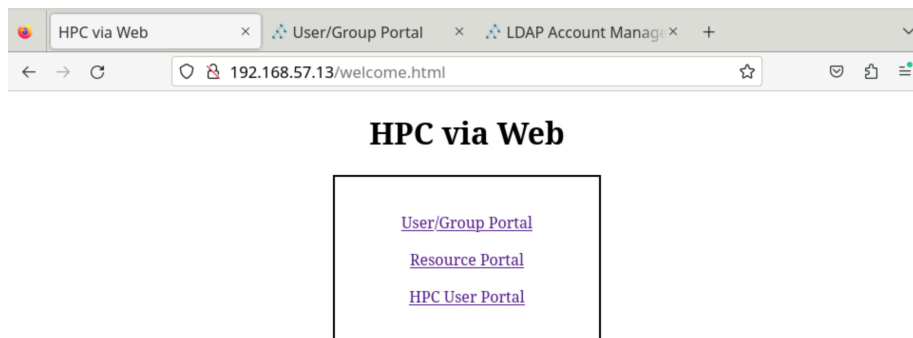 HPC via Web × User/Group Portal × LDAP Account Manage × +
192.168.57.13/welcome.html
HPC via Web
User/Group Portal
Resource Portal
HPC User Portal